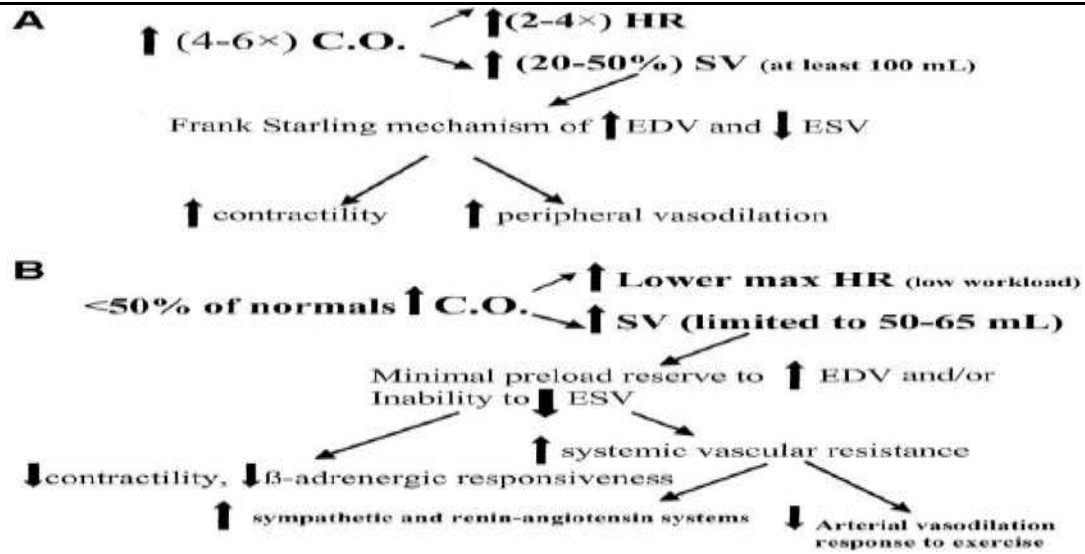 A
↑ (4-6×) C.O.
↑(2-4×) HR
↑ (20-50%) SV (at least 100 mL)
Frank Starling mechanism of ↑EDV and ↓ ESV
↑ contractility
↑ peripheral vasodilation
B
<50% of normals ↑ C.O.
↑ Lower max HR (low workload)
↑ SV (limited to 50-65 mL)
Minimal preload reserve to ↑ EDV and/or
Inability to ↓ ESV
↑ systemic vascular resistance
↓contractility, ↓ß-adrenergic responsiveness
↑ sympathetic and renin-angiotensin systems
↓ Arterial vasodilation
response to exercise